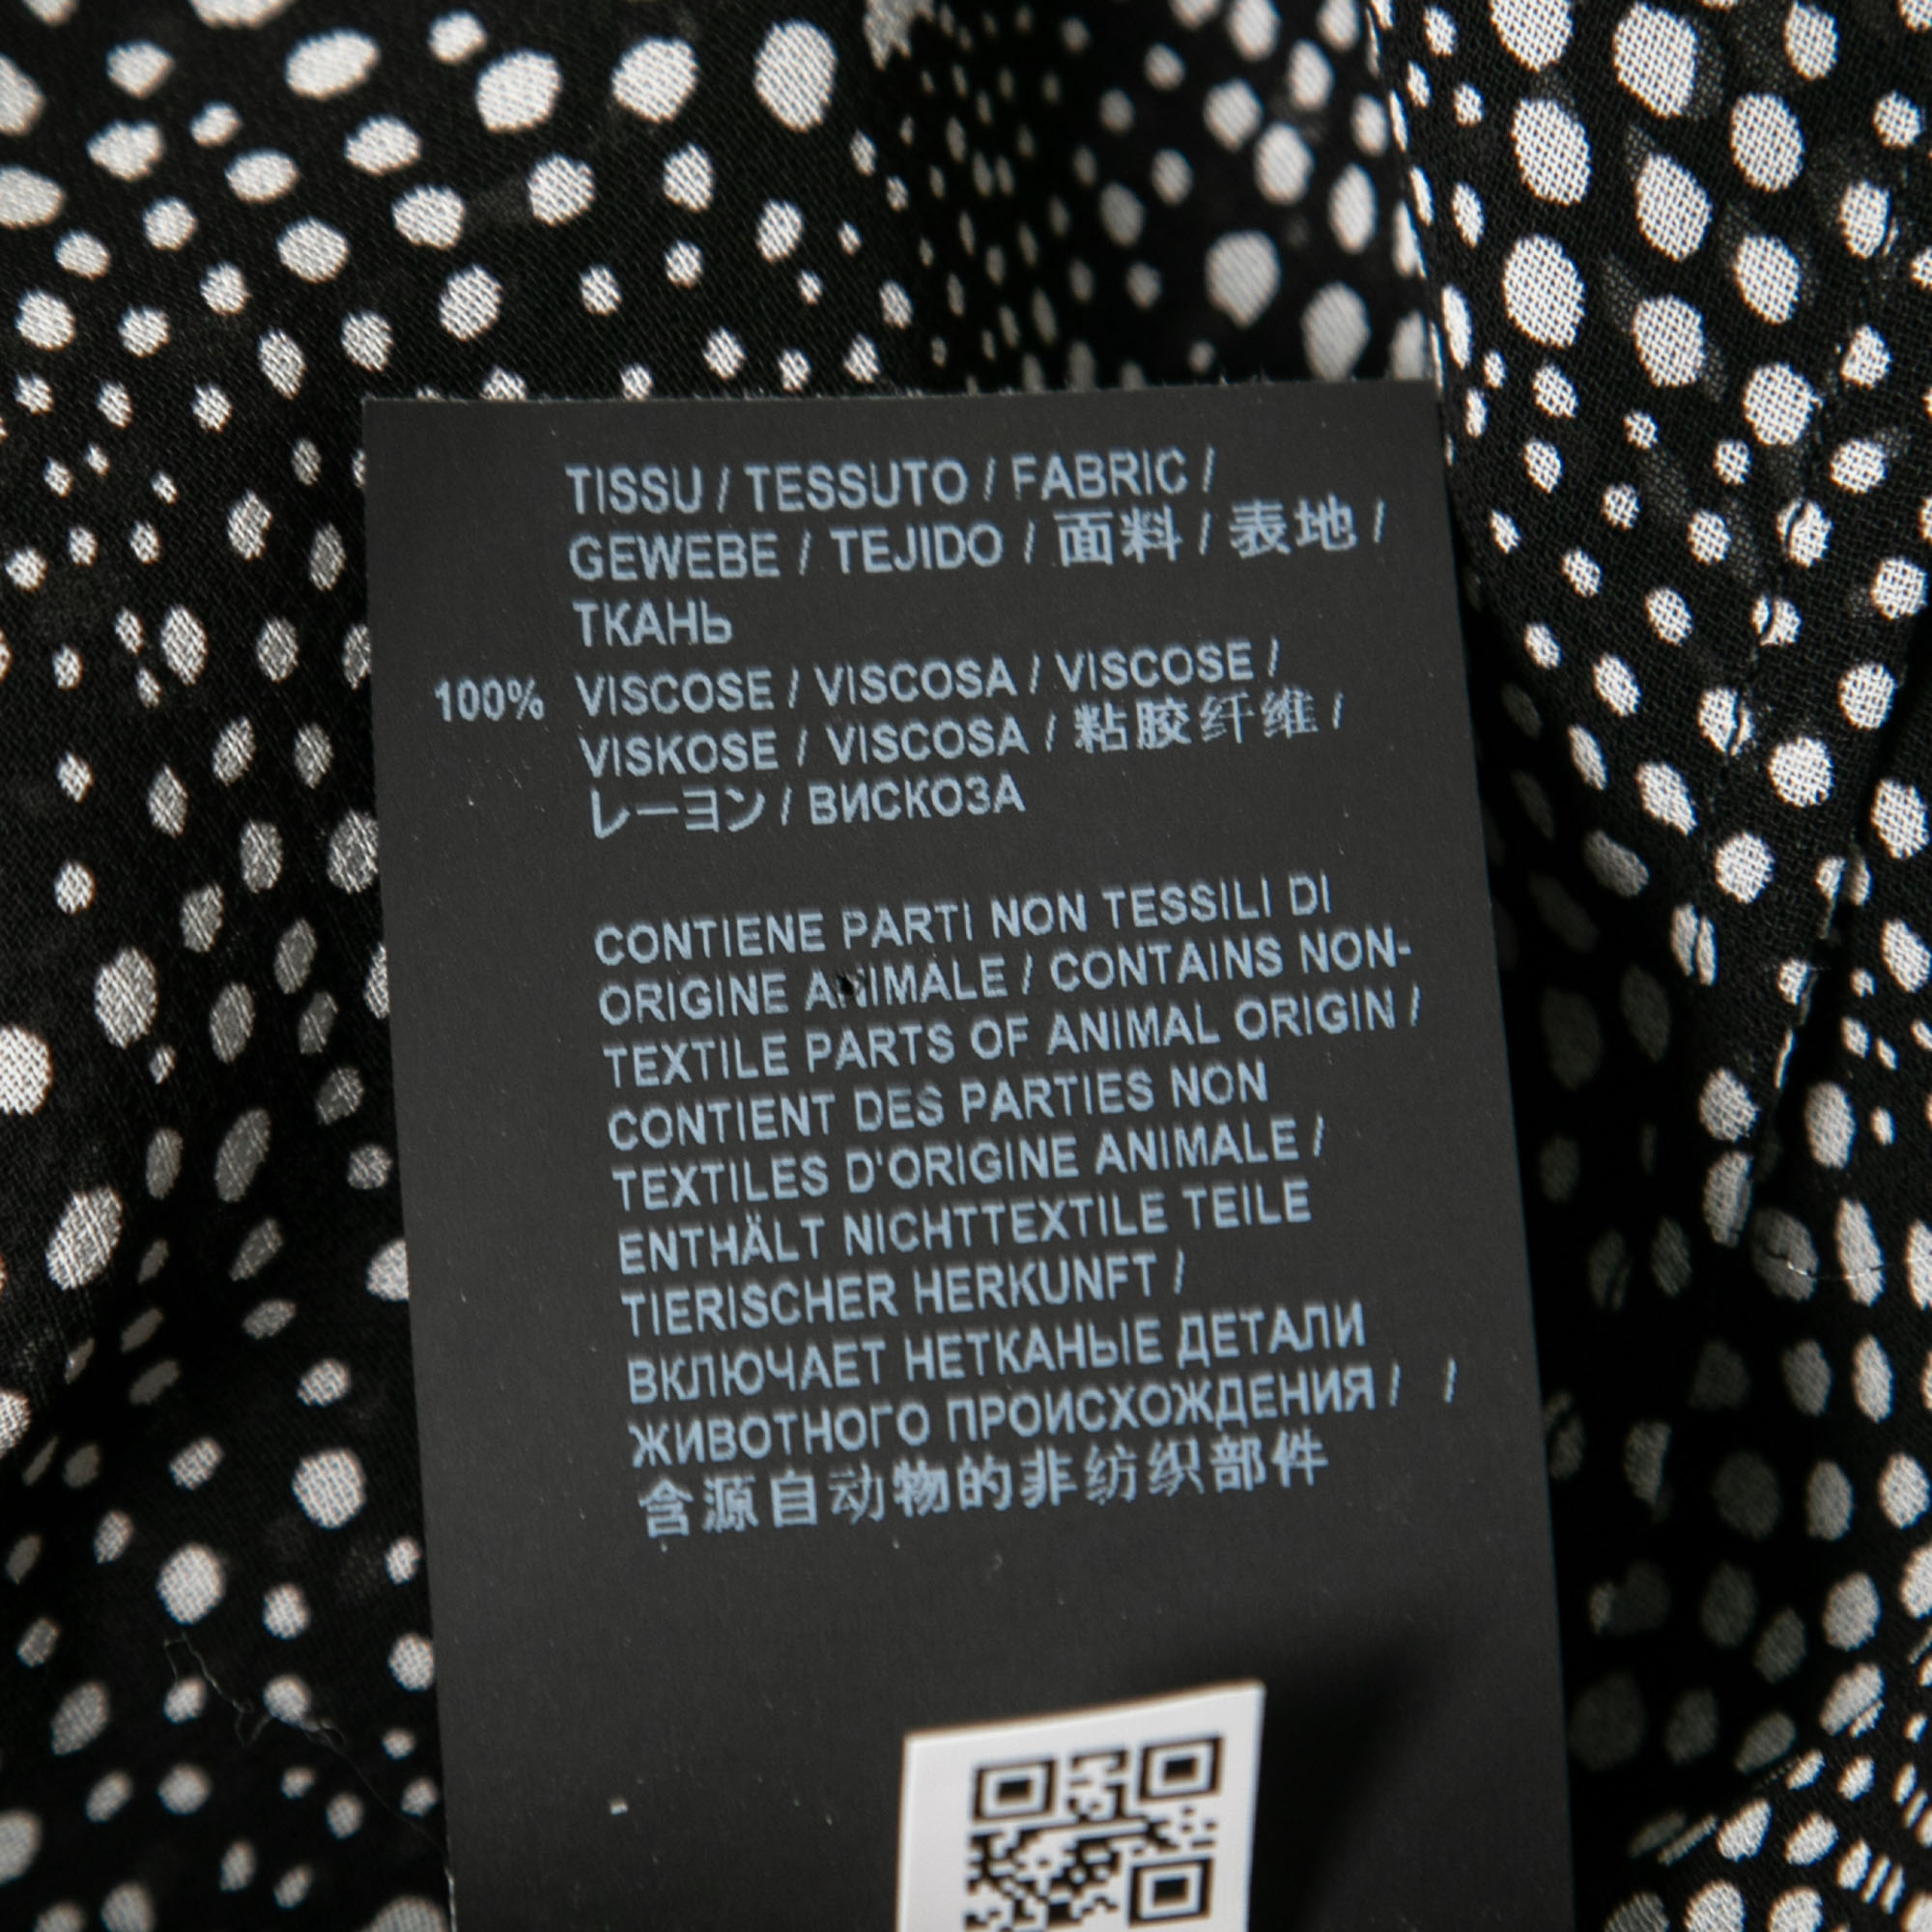 TISSU / TESSUTO / FABRIC /
GEWEBE / TEJIDO / 面料 / 表地 /
ТКАНЬ
100% VISCOSE / VISCOSA / VISCOSE /
VISKOSE / VISCOSA / 粘胶纤维 /
レーヨン / ВИСКОЗА
CONTIENE PARTI NON TESSILI DI
ORIGINE ANIMALE / CONTAINS NON-
TEXTILE PARTS OF ANIMAL ORIGIN /
CONTIENT DES PARTIES NON
TEXTILES D'ORIGINE ANIMALE /
ENTHÄLT NICHTTEXTILE TEILE
TIERISCHER HERKUNFT /
ВКЛЮЧАЕТ НЕТКАНЫЕ ДЕТАЛИ
ЖИВОТНОГО ПРОИСХОЖДЕНИЯ / /
含源自动物的非纺织部件